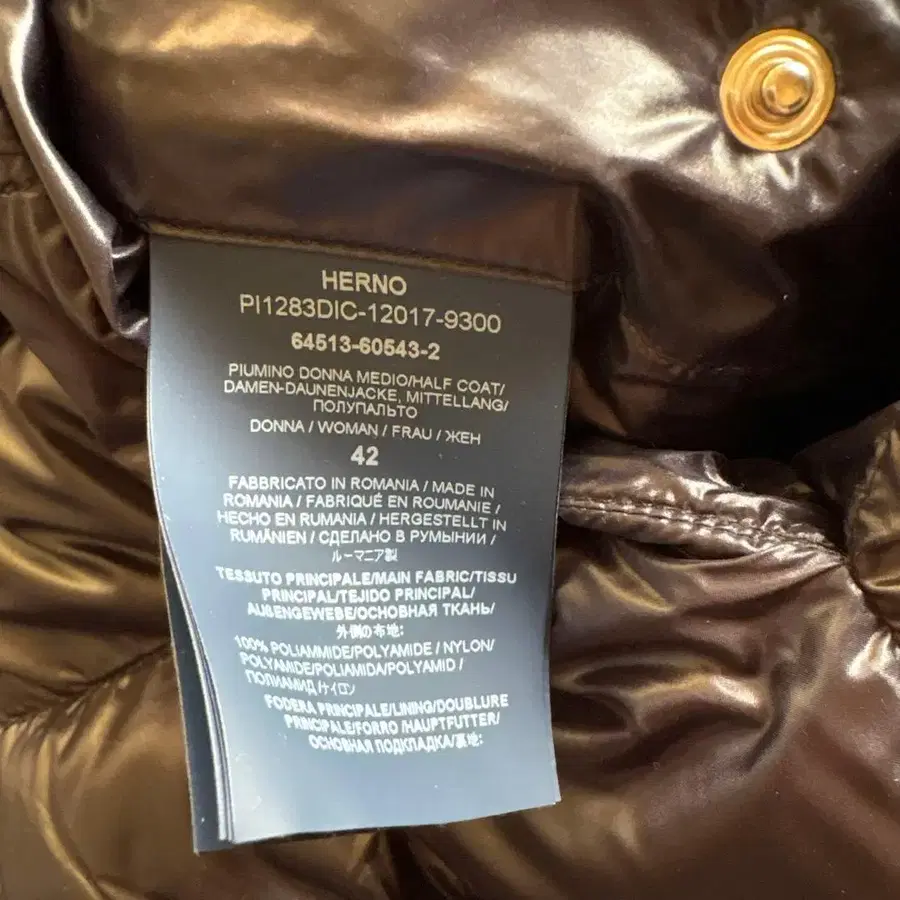 HERNO
PI1283DIC-12017-9300
64513-60543-2
PIUMINO DONNA MEDIO/HALF COAT/
DAMEN-DAUNENJACKE, MITTELLANG/
ПОЛУПАЛЬТО
DONNA / WOMAN / FRAU / ЖЕН
42
FABBRICATO IN ROMANIA / MADE IN
ROMANIA / FABRIQUÉ EN ROUMANIE /
HECHO EN RUMANIA / HERGESTELLT IN
RUMÄNIEN / СДЕЛАНО В РУМЫНИИ /
ルーマニア製
TESSUTO PRINCIPALE/MAIN FABRIC/TISSU
PRINCIPAL/TEJIDO PRINCIPAL/
AUßENGEWEBE/ОСНОВНАЯ ТКАНЬ/
外側の布地:
100% POLIAMMIDE/POLYAMIDE / NYLON/
POLYAMIDE/POLIAMIDA/POLYAMID /
ПОЛИАМИД/ナイロン
FODERA PRINCIPALE/LINING/DOUBLURE
PRINCIPALE/FORRO /HAUPTFUTTER/
ОСНОВНАЯ ПОДКЛАДКА/裏地: